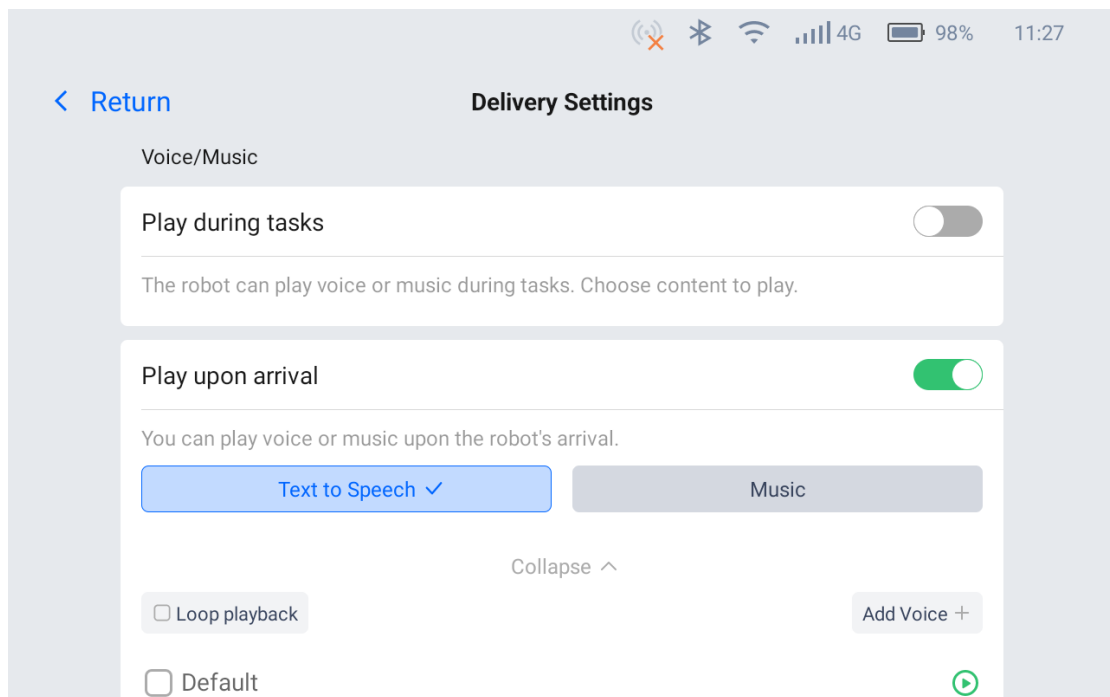 4G 98% 11:27
Return Delivery Settings
Voice/Music
Play during tasks
The robot can play voice or music during tasks. Choose content to play.
Play upon arrival
You can play voice or music upon the robot's arrival.
Text to Speech Music
Collapse
Loop playback Add Voice +
Default